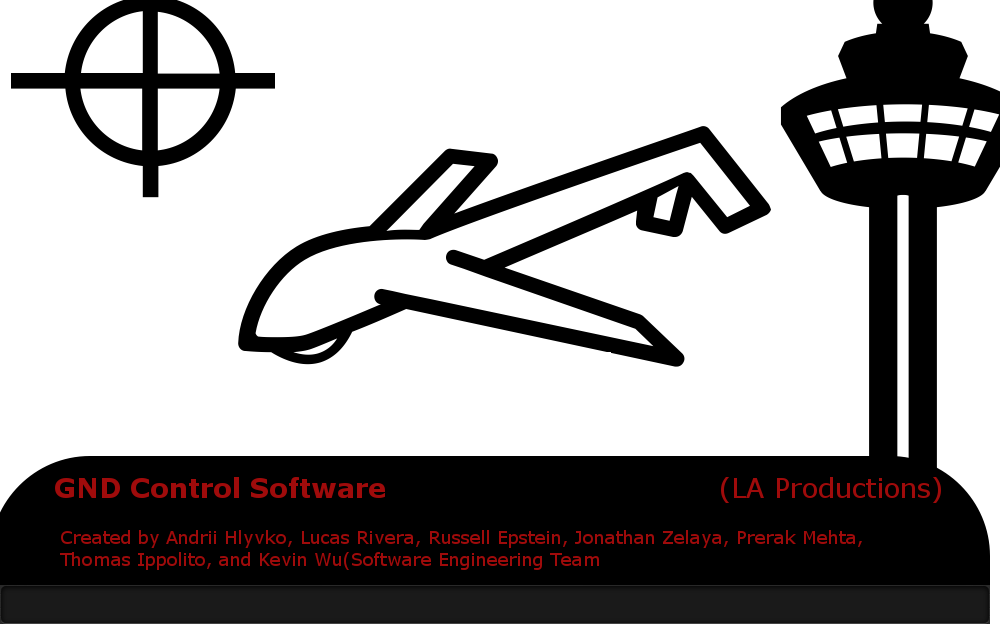 GND Control Software
(LA Productions)
Created by Andrii Hlyvko, Lucas Rivera, Russell Epstein, Jonathan Zelaya, Prerak Mehta,
Thomas Ippolito, and Kevin Wu(Software Engineering Team